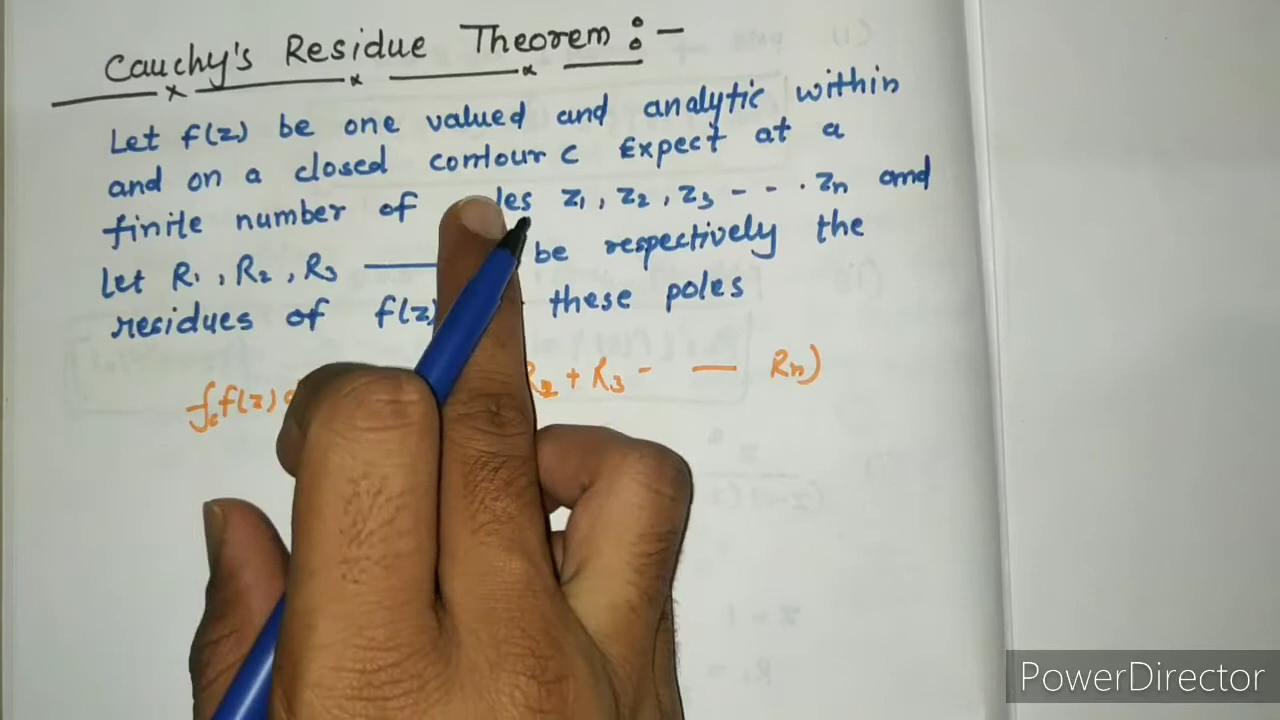 Cauchy's Residue Theorem :-
Let f(z) be one valued and analytic within
and on a closed contour C Expect at a
finite number of les z1, z2, z3 - - . zn and
let R1, R2, R3 — be respectively the
residues of f(z) these poles
∫c f(z) R2 + R3 - — Rn)
PowerDirector